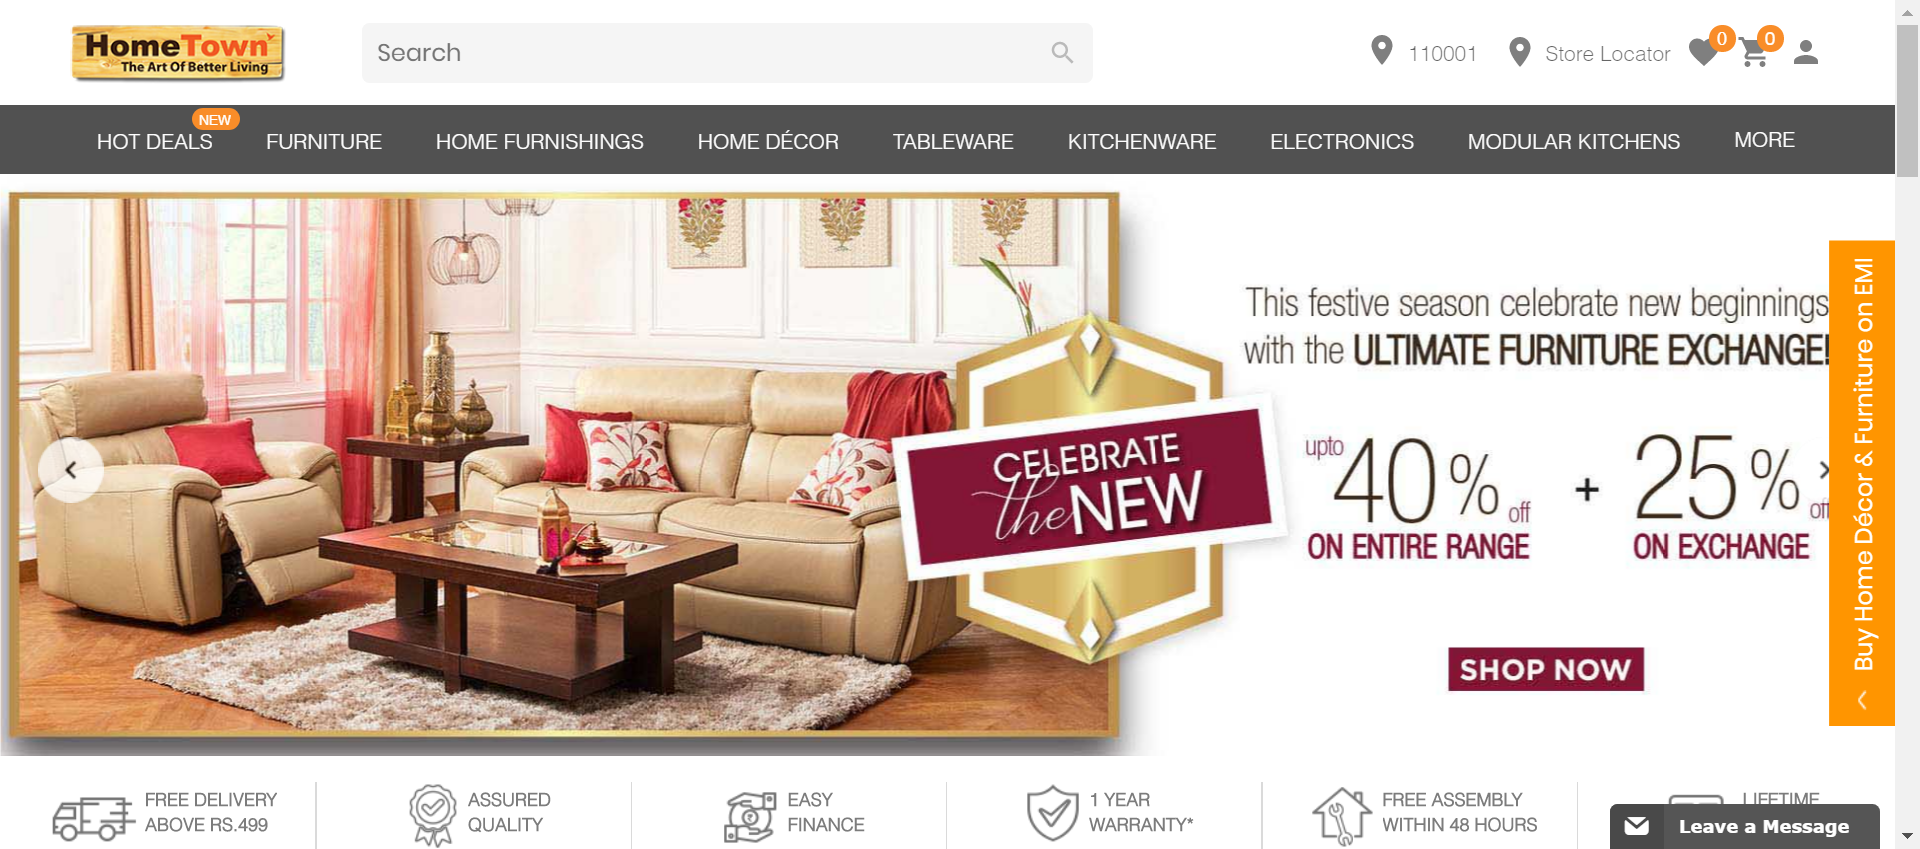 HomeTown
The Art Of Better Living
Search
110001
Store Locator
0
0
NEW
HOT DEALS
FURNITURE
HOME FURNISHINGS
HOME DÉCOR
TABLEWARE
KITCHENWARE
ELECTRONICS
MODULAR KITCHENS
MORE
This festive season celebrate new beginnings
with the ULTIMATE FURNITURE EXCHANGE!
CELEBRATE
the NEW
upto 40% off
ON ENTIRE RANGE
+
25% off
ON EXCHANGE
SHOP NOW
Buy Home Décor & Furniture on EMI
FREE DELIVERY
ABOVE RS.499
ASSURED
QUALITY
EASY
FINANCE
1 YEAR
WARRANTY*
FREE ASSEMBLY
WITHIN 48 HOURS
LIFETIME
Leave a Message